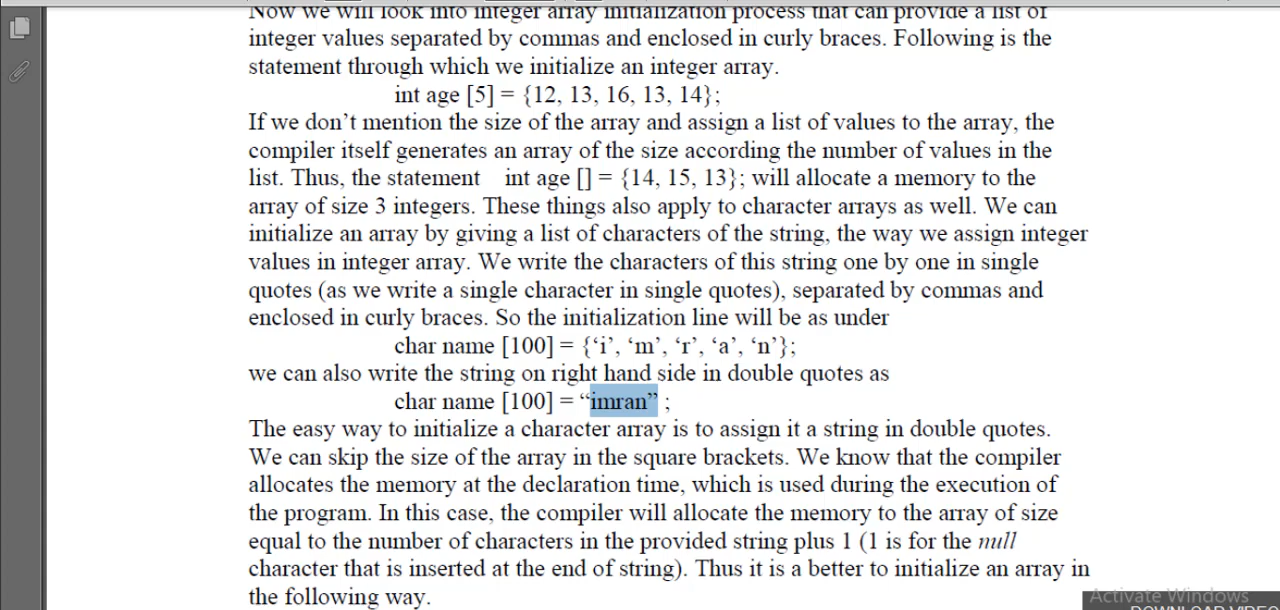 Now we will look into integer array initialization process that can provide a list of
integer values separated by commas and enclosed in curly braces. Following is the
statement through which we initialize an integer array.
int age [5] = {12, 13, 16, 13, 14};
If we don’t mention the size of the array and assign a list of values to the array, the
compiler itself generates an array of the size according the number of values in the
list. Thus, the statement int age [] = {14, 15, 13}; will allocate a memory to the
array of size 3 integers. These things also apply to character arrays as well. We can
initialize an array by giving a list of characters of the string, the way we assign integer
values in integer array. We write the characters of this string one by one in single
quotes (as we write a single character in single quotes), separated by commas and
enclosed in curly braces. So the initialization line will be as under
char name [100] = {‘i’, ‘m’, ‘r’, ‘a’, ‘n’};
we can also write the string on right hand side in double quotes as
char name [100] = “imran” ;
The easy way to initialize a character array is to assign it a string in double quotes.
We can skip the size of the array in the square brackets. We know that the compiler
allocates the memory at the declaration time, which is used during the execution of
the program. In this case, the compiler will allocate the memory to the array of size
equal to the number of characters in the provided string plus 1 (1 is for the null
character that is inserted at the end of string). Thus it is a better to initialize an array in
the following way.
Activate Windows
DOWNLOAD VIDEO